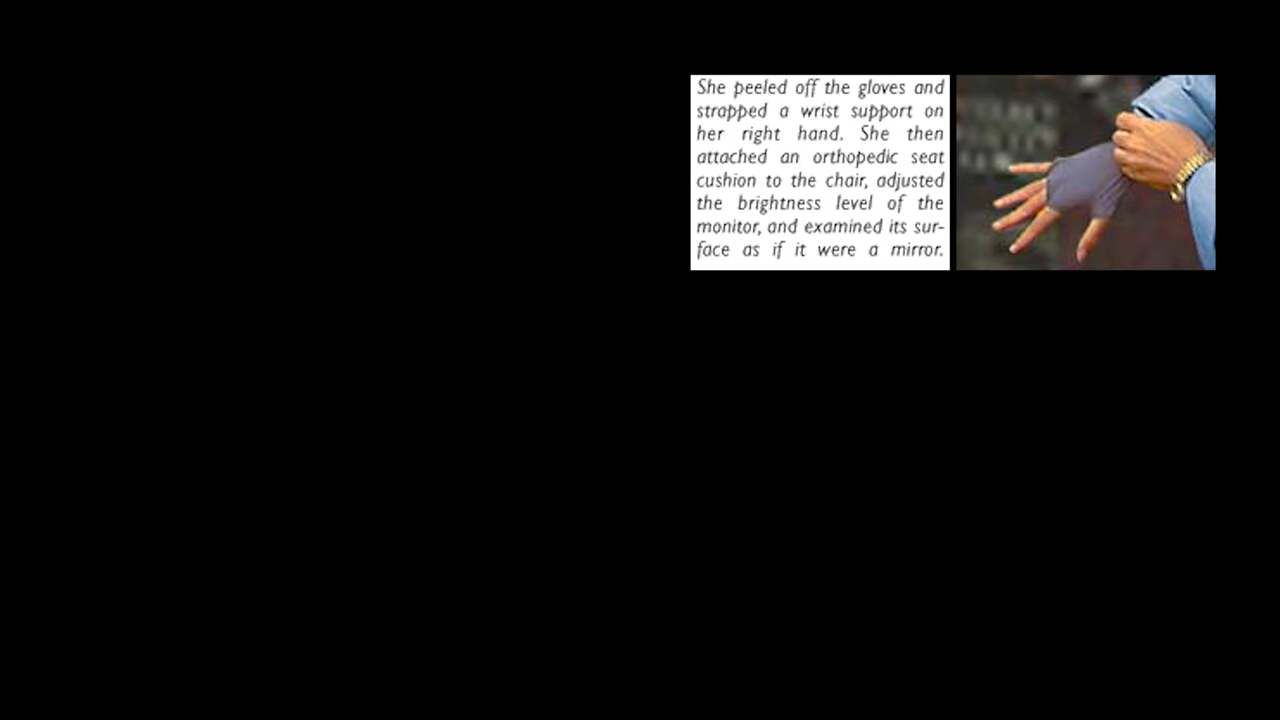 She peeled off the gloves and
strapped a wrist support on
her right hand. She then
attached an orthopedic seat
cushion to the chair, adjusted
the brightness level of the
monitor, and examined its sur-
face as if it were a mirror.